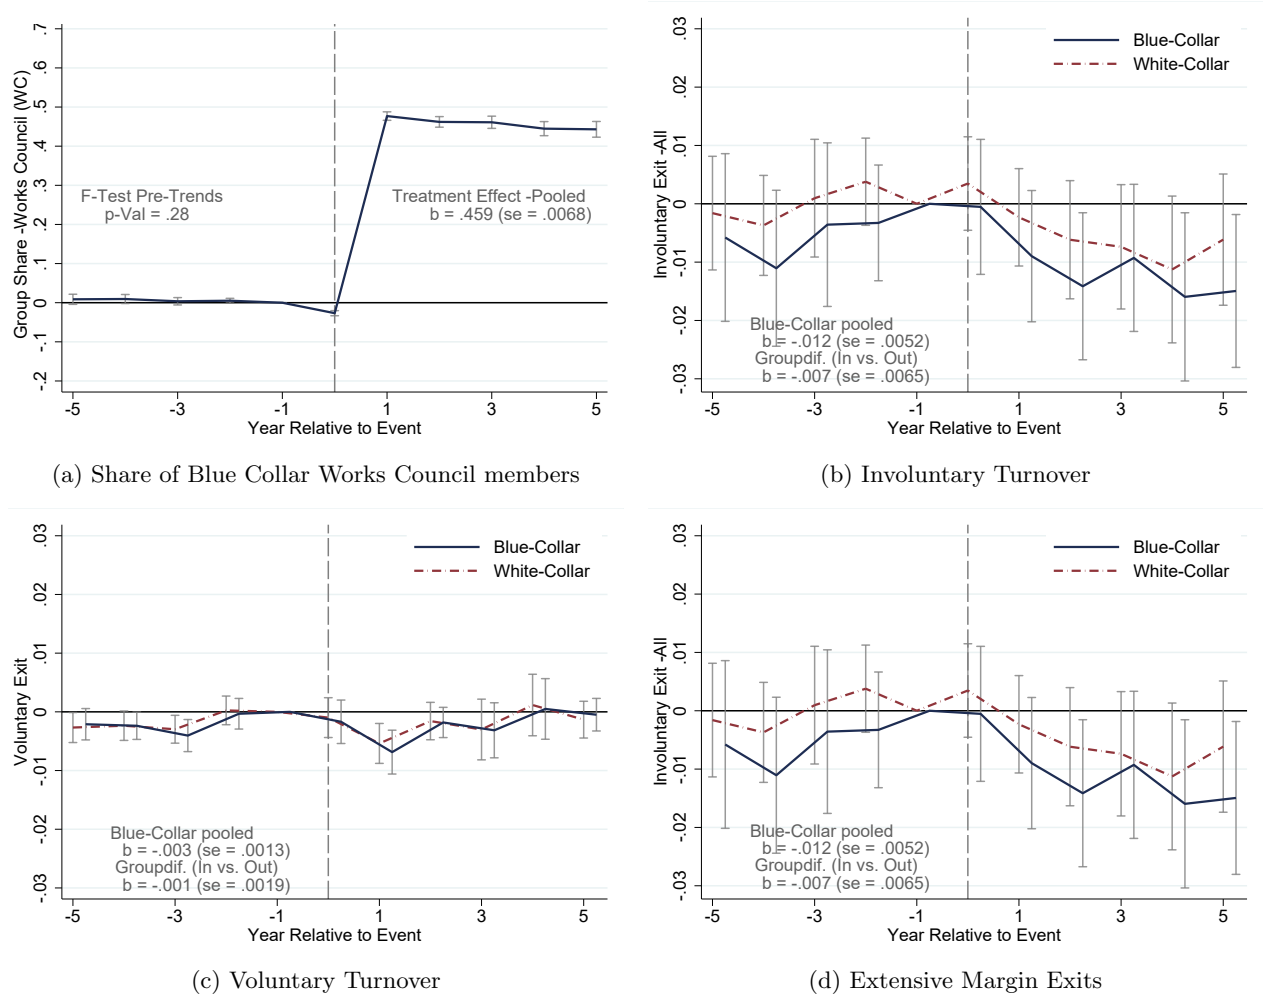 .7
.6
.5
.4
.3
.2
.1
0
-.1
-.2
Group Share -Works Council (WC)
F-Test Pre-Trends
p-Val = .28
Treatment Effect -Pooled
b = .459 (se = .0068)
-5 -3 -1 1 3 5
Year Relative to Event
(a) Share of Blue Collar Works Council members
.03
.02
.01
0
-.01
-.02
-.03
Involuntary Exit -All
Blue-Collar
White-Collar
Blue-Collar pooled
b = -.012 (se = .0052)
Groupdif. (In vs. Out)
b = -.007 (se = .0065)
-5 -3 -1 1 3 5
Year Relative to Event
(b) Involuntary Turnover
.03
.02
.01
0
-.01
-.02
-.03
Voluntary Exit
Blue-Collar
White-Collar
Blue-Collar pooled
b = -.003 (se = .0013)
Groupdif. (In vs. Out)
b = -.001 (se = .0019)
-5 -3 -1 1 3 5
Year Relative to Event
(c) Voluntary Turnover
.03
.02
.01
0
-.01
-.02
-.03
Involuntary Exit -All
Blue-Collar
White-Collar
Blue-Collar pooled
b = -.012 (se = .0052)
Groupdif. (In vs. Out)
b = -.007 (se = .0065)
-5 -3 -1 1 3 5
Year Relative to Event
(d) Extensive Margin Exits